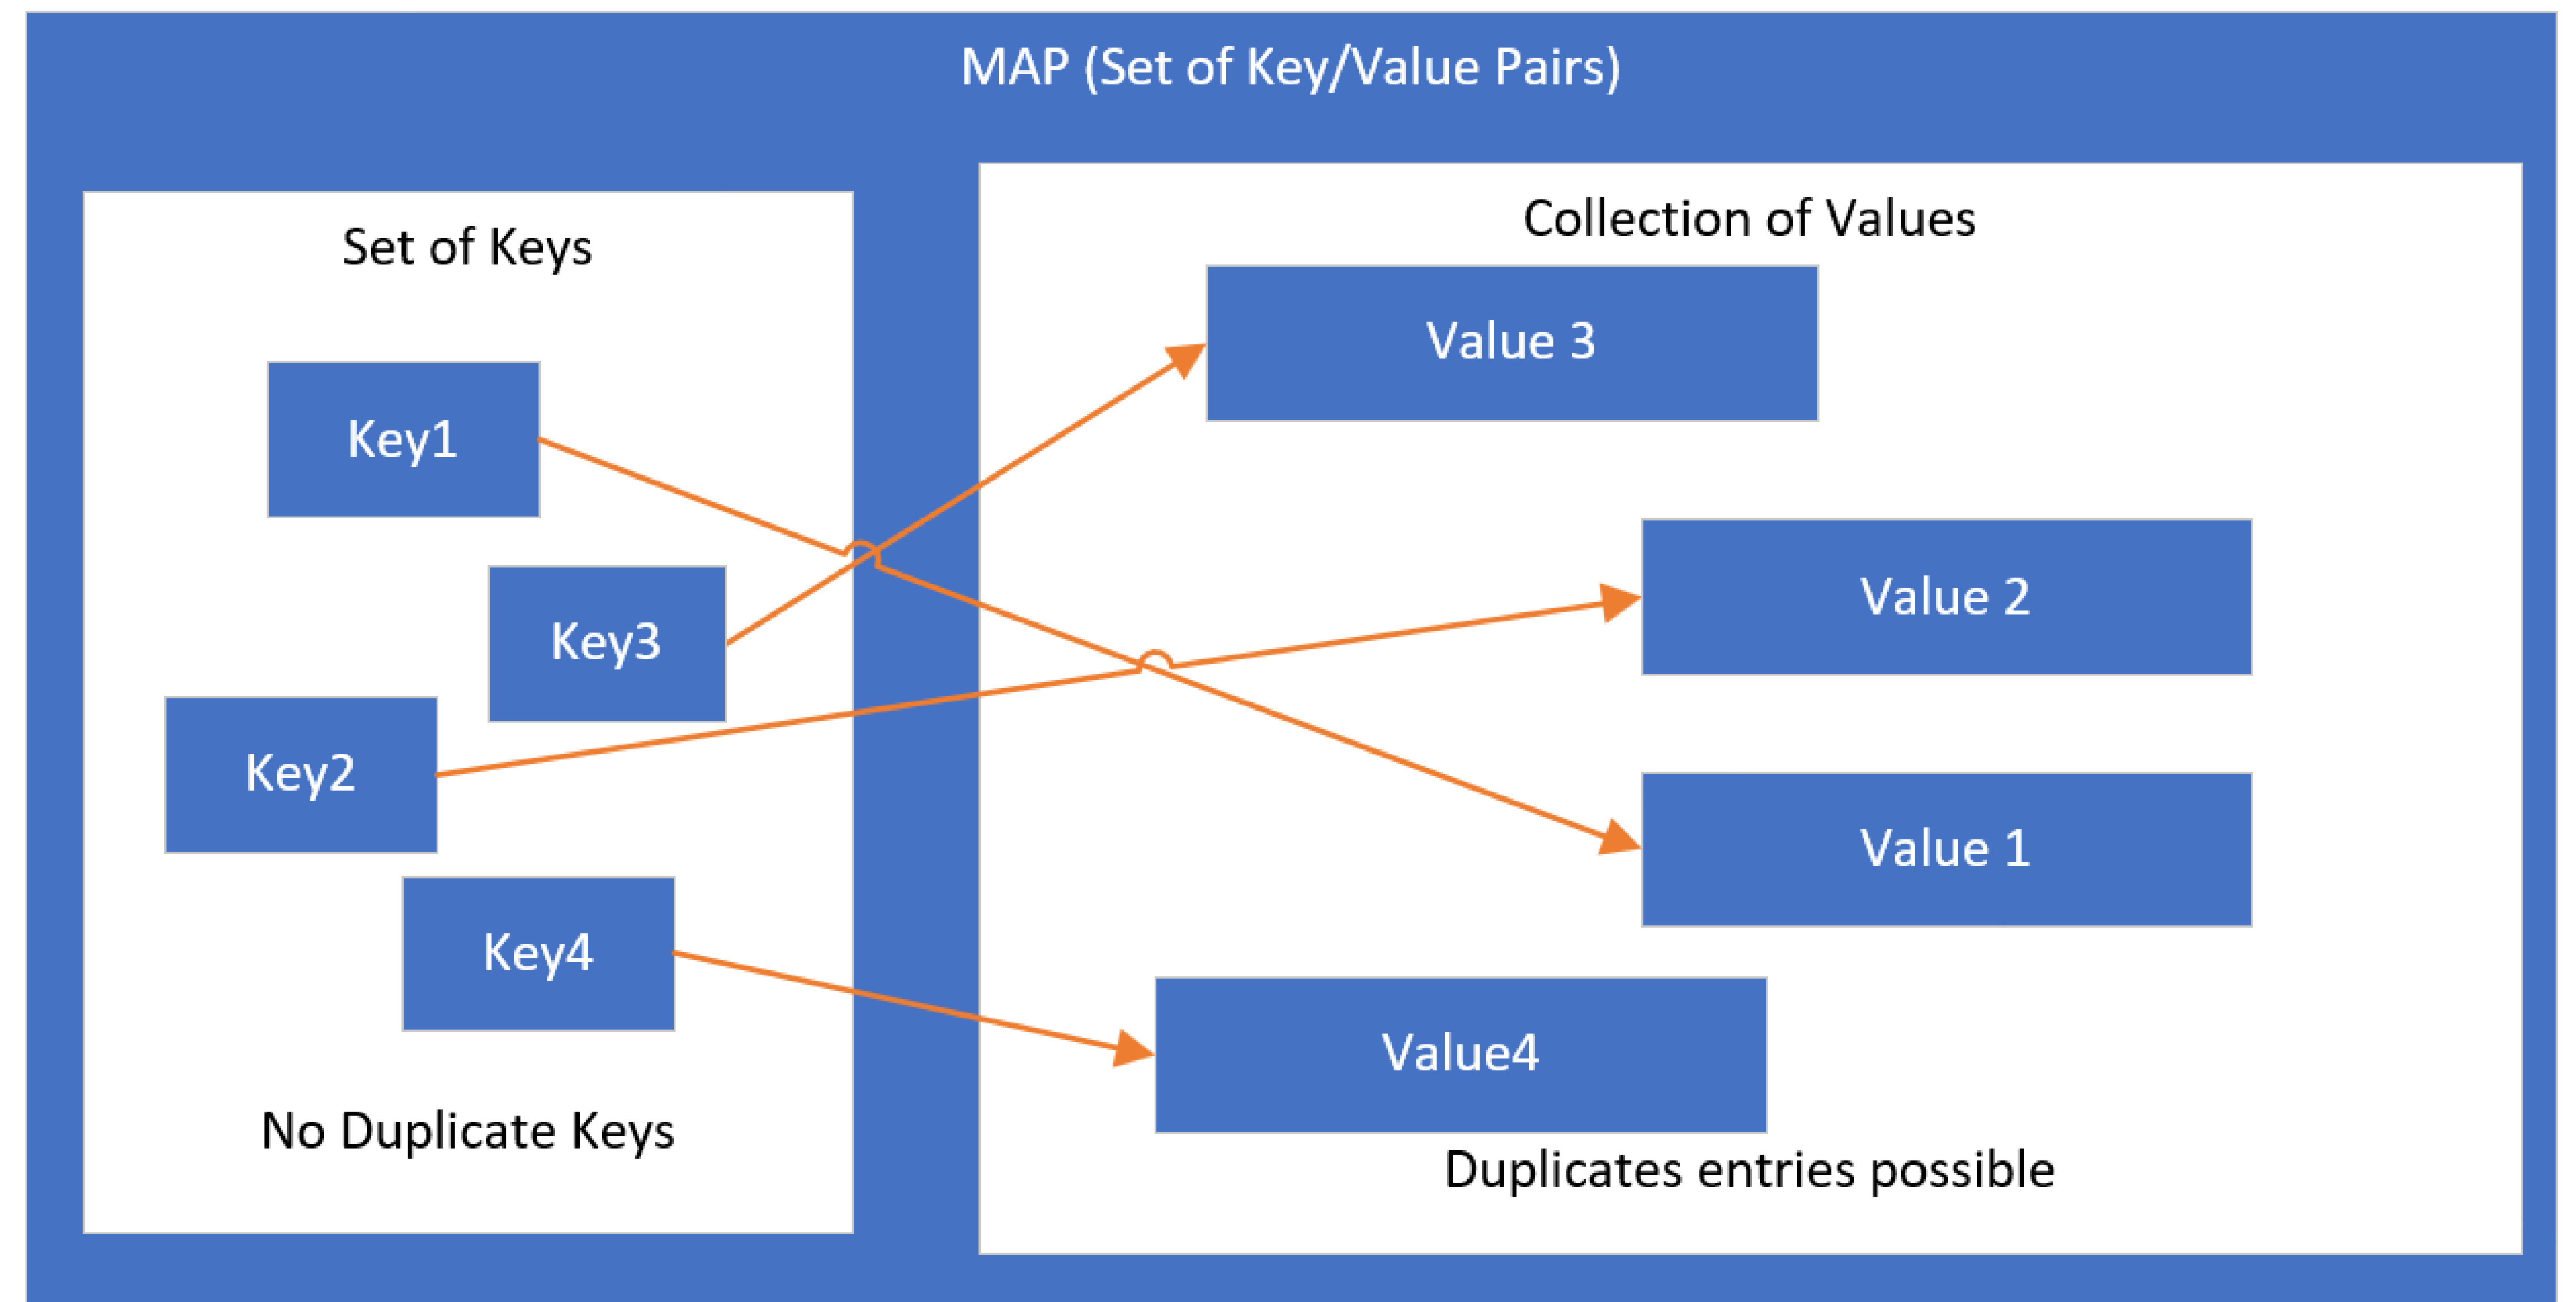 MAP (Set of Key/Value Pairs)
Set of Keys
Key1
Key3
Key2
Key4
No Duplicate Keys
Collection of Values
Value 3
Value 2
Value 1
Value4
Duplicates entries possible